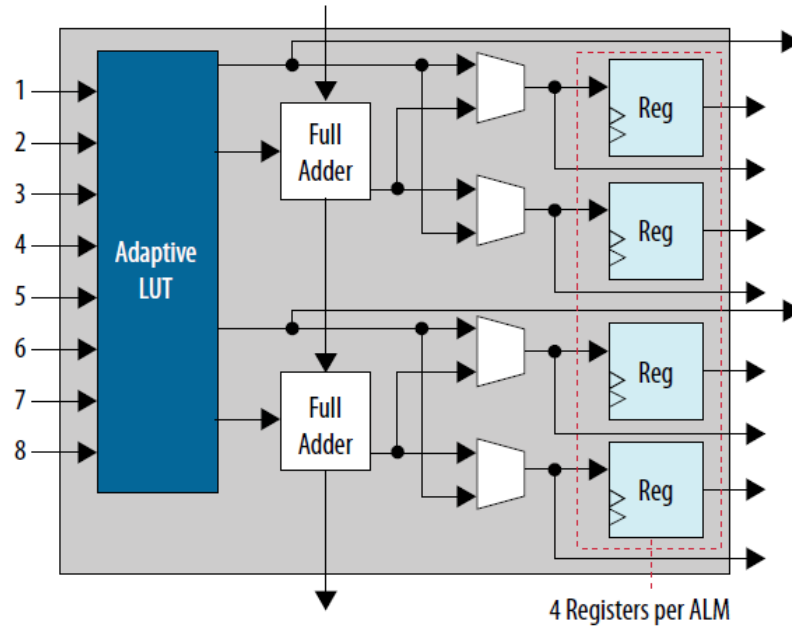 1
2
3
4
5
6
7
8
Adaptive
LUT
Full
Adder
Full
Adder
Reg
Reg
Reg
Reg
4 Registers per ALM